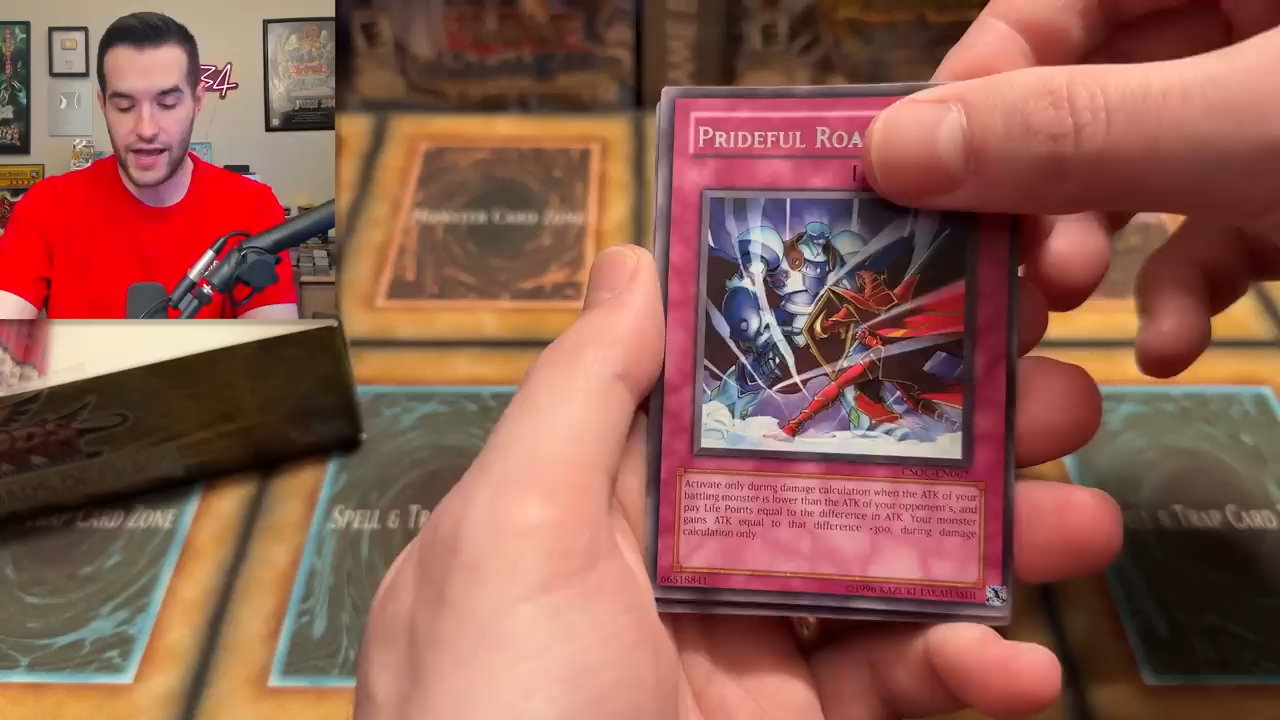 34
MONSTER CARD ZONE
PRIDEFUL ROA
CSOC-EN067
Activate only during damage calculation when the ATK of your
battling monster is lower than the ATK of your opponent's, and
pay Life Points equal to the difference in ATK. Your monster
gains ATK equal to that difference +300, during damage
calculation only.
66518841
©1996 KAZUKI TAKAHASHI
TRAP CARD ZONE
SPELL & TR
& TRAP CARD